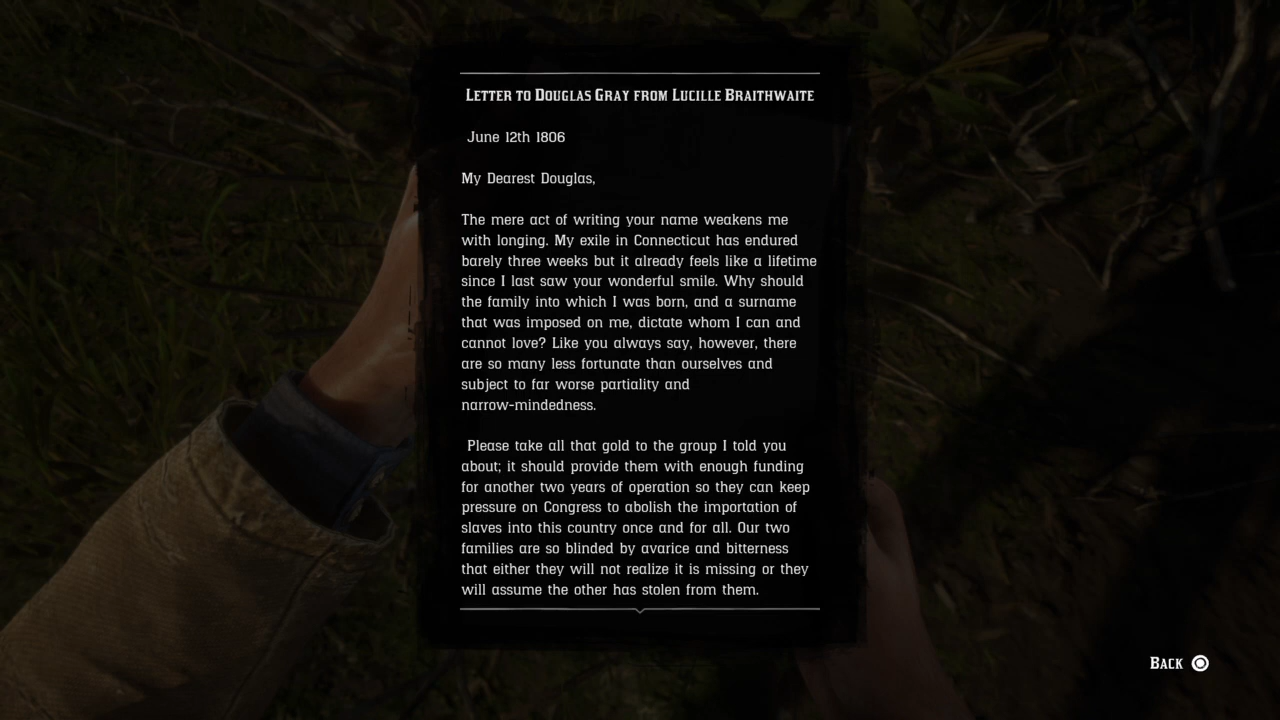 Letter to Douglas Gray from Lucille Braithwaite
June 12th 1806
My Dearest Douglas,
The mere act of writing your name weakens me
with longing. My exile in Connecticut has endured
barely three weeks but it already feels like a lifetime
since I last saw your wonderful smile. Why should
the family into which I was born, and a surname
that was imposed on me, dictate whom I can and
cannot love? Like you always say, however, there
are so many less fortunate than ourselves and
subject to far worse partiality and
narrow-mindedness.
Please take all that gold to the group I told you
about; it should provide them with enough funding
for another two years of operation so they can keep
pressure on Congress to abolish the importation of
slaves into this country once and for all. Our two
families are so blinded by avarice and bitterness
that either they will not realize it is missing or they
will assume the other has stolen from them.
Back